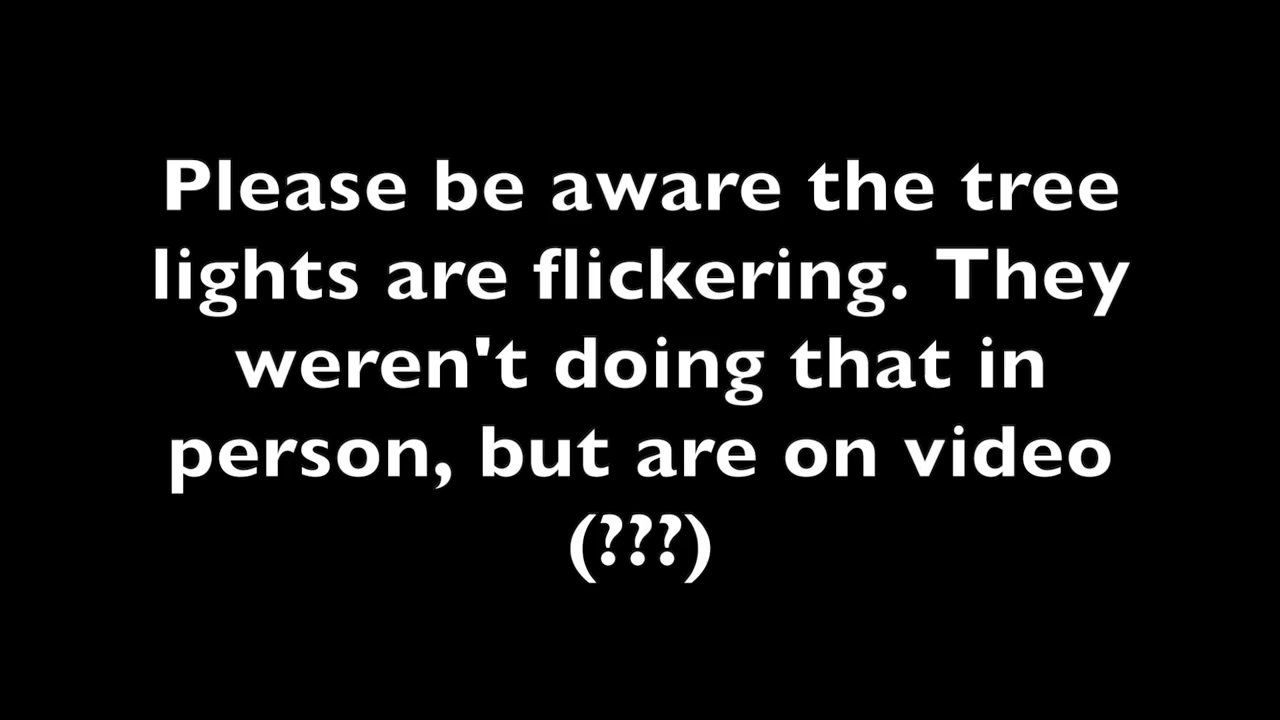 Please be aware the tree
lights are flickering. They
weren't doing that in
person, but are on video
(???)